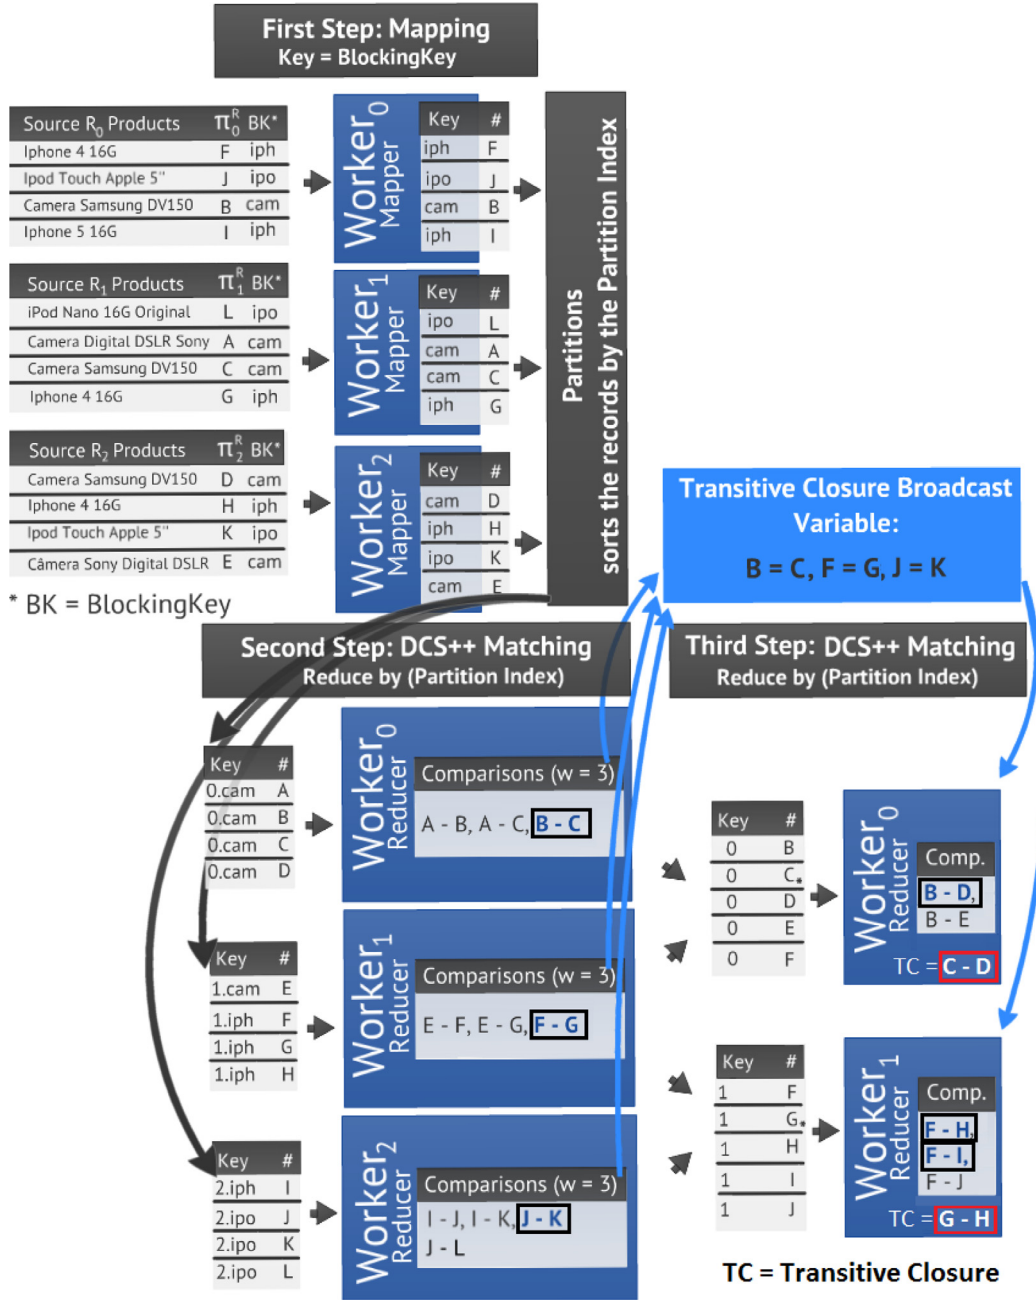 First Step: Mapping
Key = BlockingKey
Source R0 Products π0R BK*
Iphone 4 16G F iph
Ipod Touch Apple 5" J ipo
Camera Samsung DV150 B cam
Iphone 5 16G I iph
Worker0
Mapper
Key #
iph F
ipo J
cam B
iph I
Source R1 Products π1R BK*
iPod Nano 16G Original L ipo
Camera Digital DSLR Sony A cam
Camera Samsung DV150 C cam
Iphone 4 16G G iph
Worker1
Mapper
Key #
ipo L
cam A
cam C
iph G
Source R2 Products π2R BK*
Camera Samsung DV150 D cam
Iphone 4 16G H iph
Ipod Touch Apple 5" K ipo
Câmera Sony Digital DSLR E cam
Worker2
Mapper
Key #
cam D
iph H
ipo K
cam E
* BK = BlockingKey
Partitions
sorts the records by the Partition Index
Transitive Closure Broadcast
Variable:
B = C, F = G, J = K
Second Step: DCS++ Matching
Reduce by (Partition Index)
Key #
0.cam A
0.cam B
0.cam C
0.cam D
Worker0
Reducer
Comparisons (w = 3)
A - B, A - C, B - C
Key #
1.cam E
1.iph F
1.iph G
1.iph H
Worker1
Reducer
Comparisons (w = 3)
E - F, E - G, F - G
Key #
2.iph I
2.ipo J
2.ipo K
2.ipo L
Worker2
Reducer
Comparisons (w = 3)
I - J, I - K, J - K
J - L
Third Step: DCS++ Matching
Reduce by (Partition Index)
Key #
0 B
0 C*
0 D
0 E
0 F
Worker0
Reducer
Comp.
B - D,
B - E
TC = C - D
Key #
1 F
1 G*
1 H
1 I
1 J
Worker1
Reducer
Comp.
F - H,
F - I,
F - J
TC = G - H
TC = Transitive Closure